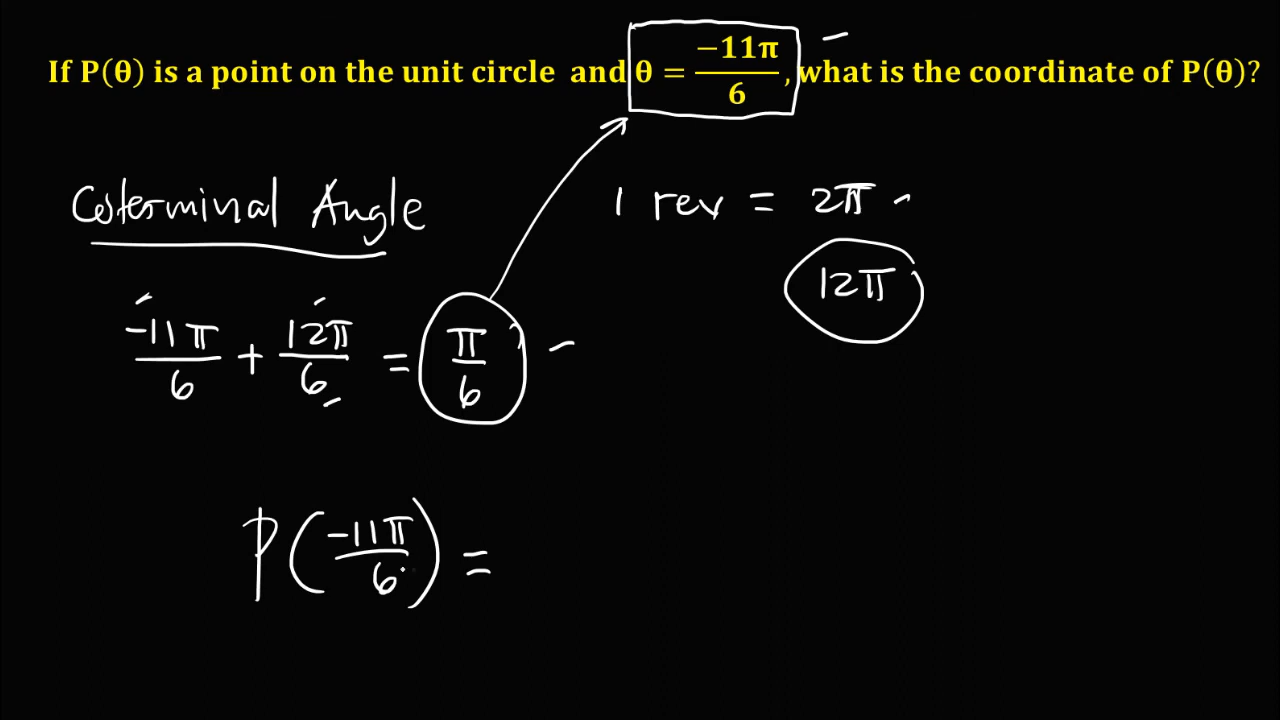 If P(θ) is a point on the unit circle and θ = −11π/6, what is the coordinate of P(θ)?
Coterminal Angle
1 rev = 2π
12π
-11π/6 + 12π/6 = π/6
P(-11π/6) =